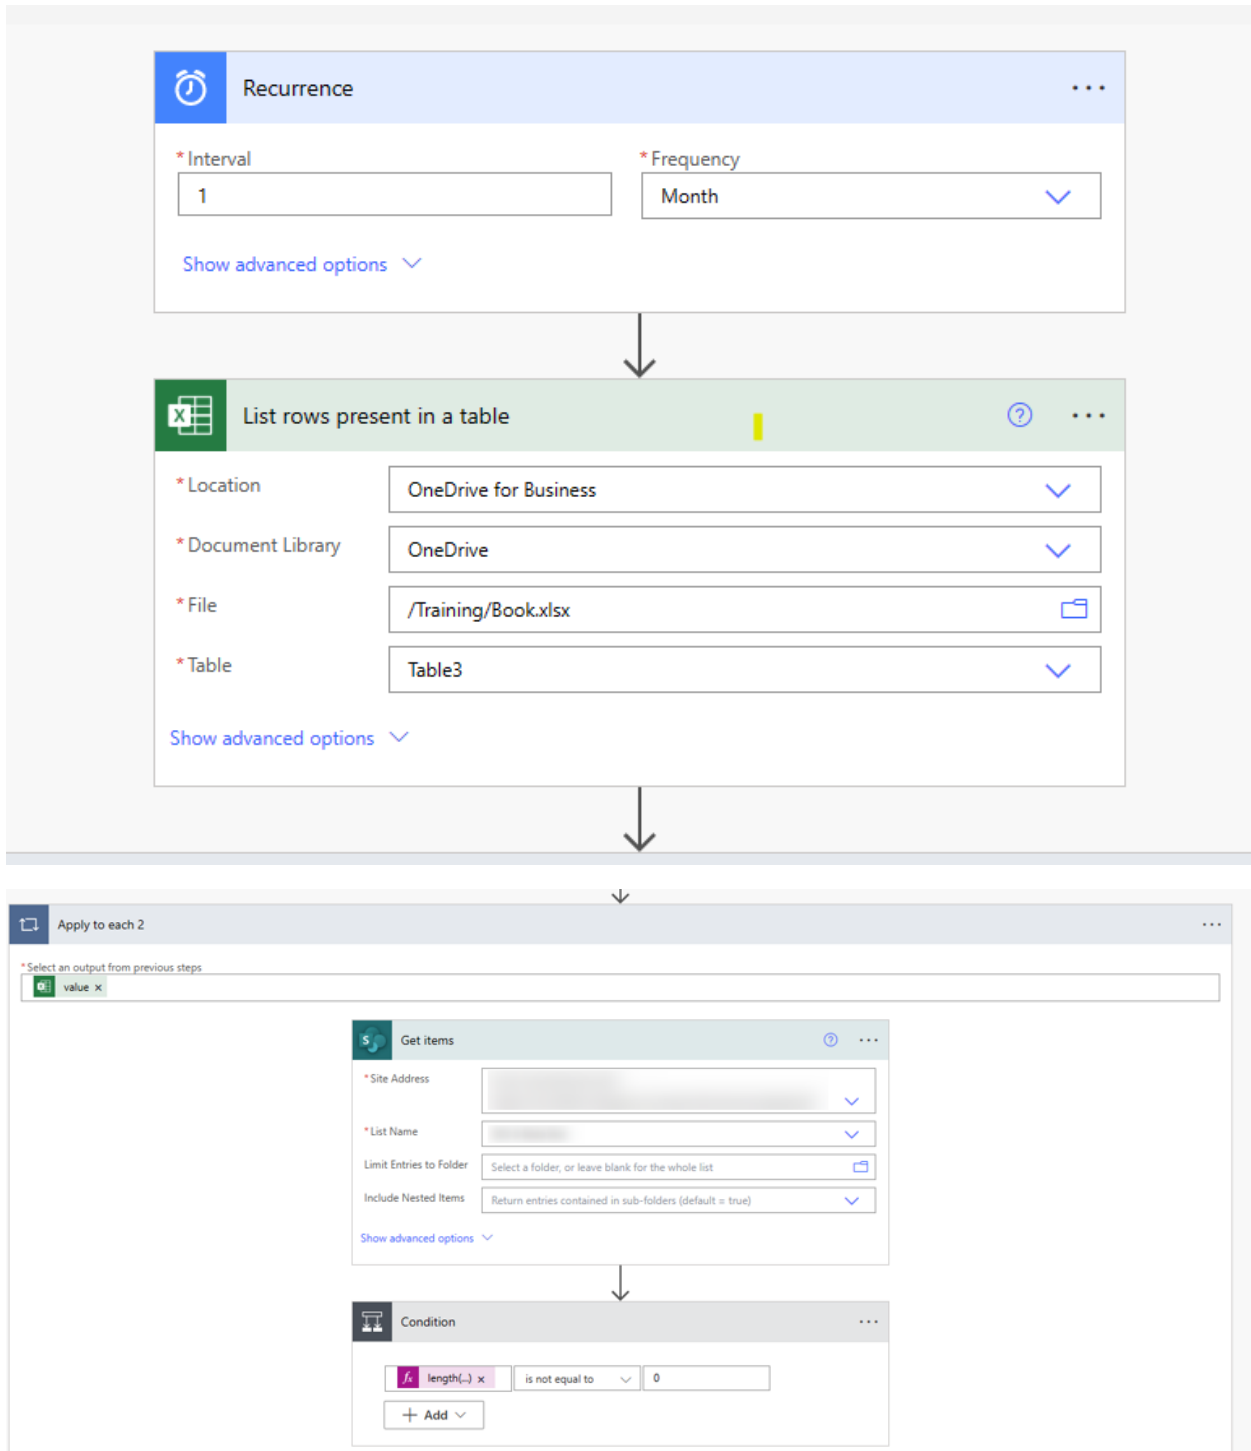 Recurrence
* Interval
* Frequency
1
Month
Show advanced options
List rows present in a table
* Location
OneDrive for Business
* Document Library
OneDrive
* File
/Training/Book.xlsx
* Table
Table3
Show advanced options
Apply to each 2
* Select an output from previous steps
value ×
Get items
* Site Address
* List Name
Limit Entries to Folder
Select a folder, or leave blank for the whole list
Include Nested Items
Return entries contained in sub-folders (default = true)
Show advanced options
Condition
fx length(...) ×
is not equal to
0
+ Add